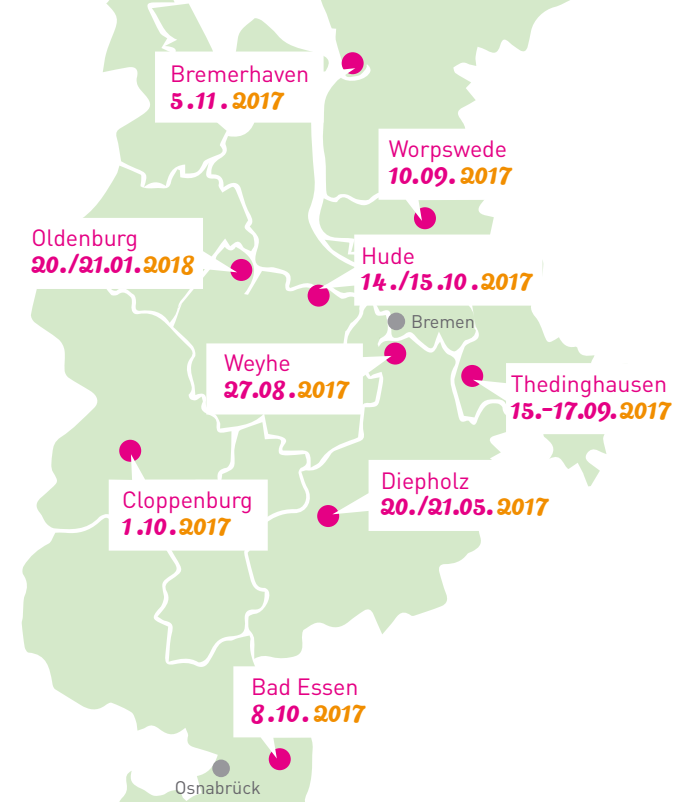 Bremerhaven
5.11.2017
Worpswede
10.09.2017
Oldenburg
20./21.01.2018
Hude
14./15.10.2017
Bremen
Weyhe
27.08.2017
Thedinghausen
15.-17.09.2017
Diepholz
20./21.05.2017
Cloppenburg
1.10.2017
Bad Essen
8.10.2017
Osnabrück